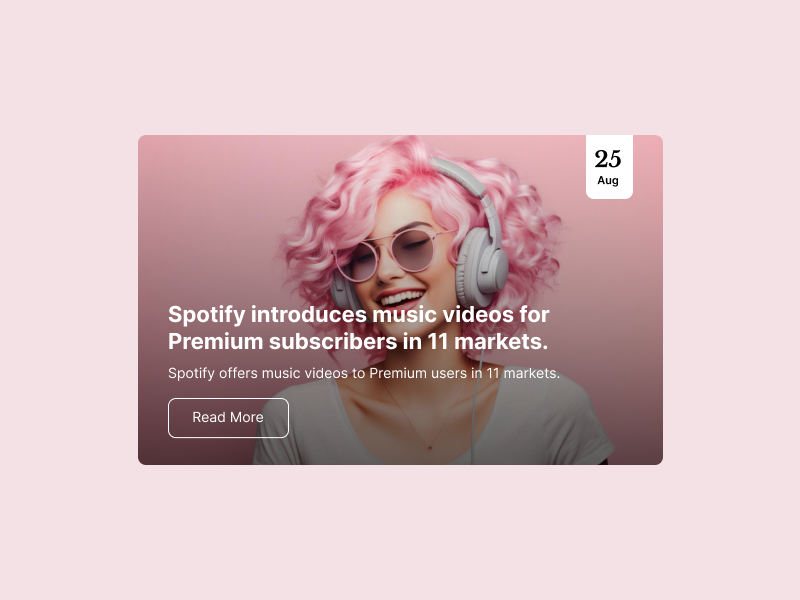 25
Aug
Spotify introduces music videos for
Premium subscribers in 11 markets.
Spotify offers music videos to Premium users in 11 markets.
Read More